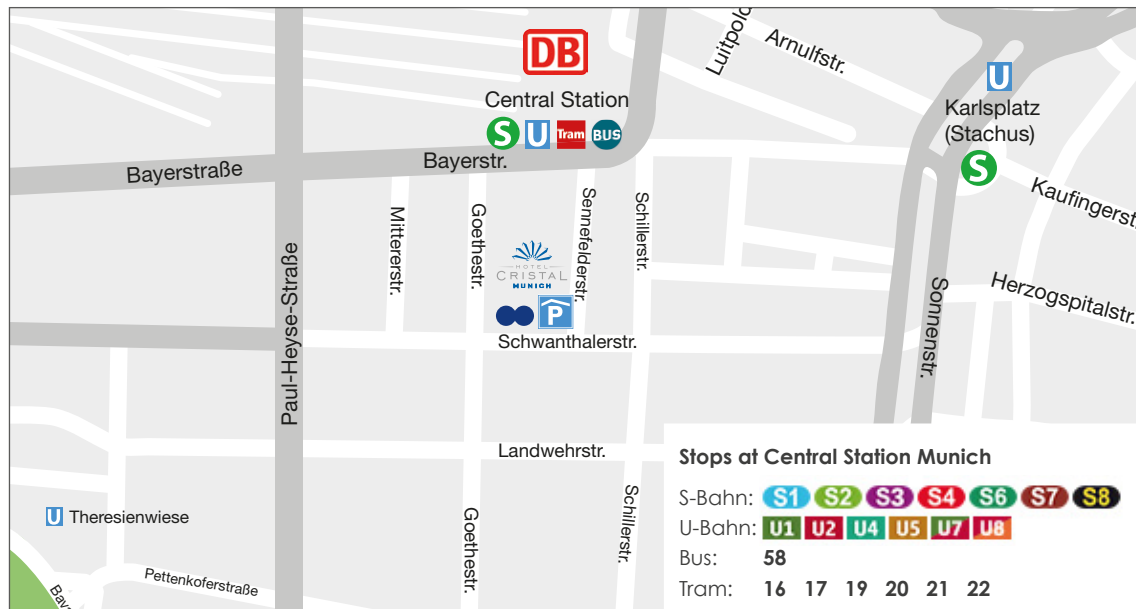 DB
Central Station
S U Tram BUS
Luitpold
Arnulfstr.
U
Karlsplatz
(Stachus)
S
Kaufingerstr.
Bayerstraße
Bayerstr.
Mittererstr.
Goethestr.
Sennefelderstr.
Schillerstr.
HOTEL
CRISTAL
MUNICH
P
Schwanthalerstr.
Paul-Heyse-Straße
Sonnenstr.
Herzogspitalstr.
Landwehrstr.
Goethestr.
Schillerstr.
U Theresienwiese
Pettenkoferstraße
Bava
Stops at Central Station Munich
S-Bahn: S1 S2 S3 S4 S6 S7 S8
U-Bahn: U1 U2 U4 U5 U7 U8
Bus: 58
Tram: 16 17 19 20 21 22